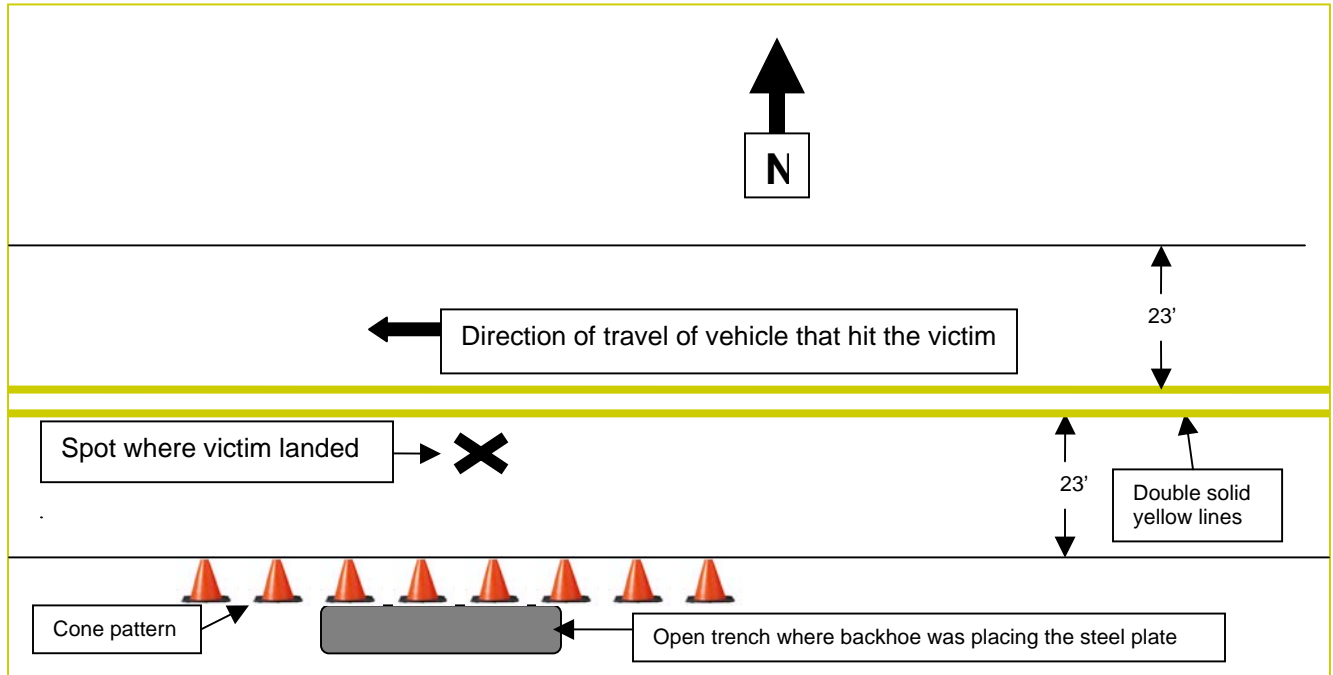 N
23’
Direction of travel of vehicle that hit the victim
Spot where victim landed
23’
Double solid
yellow lines
Cone pattern
Open trench where backhoe was placing the steel plate